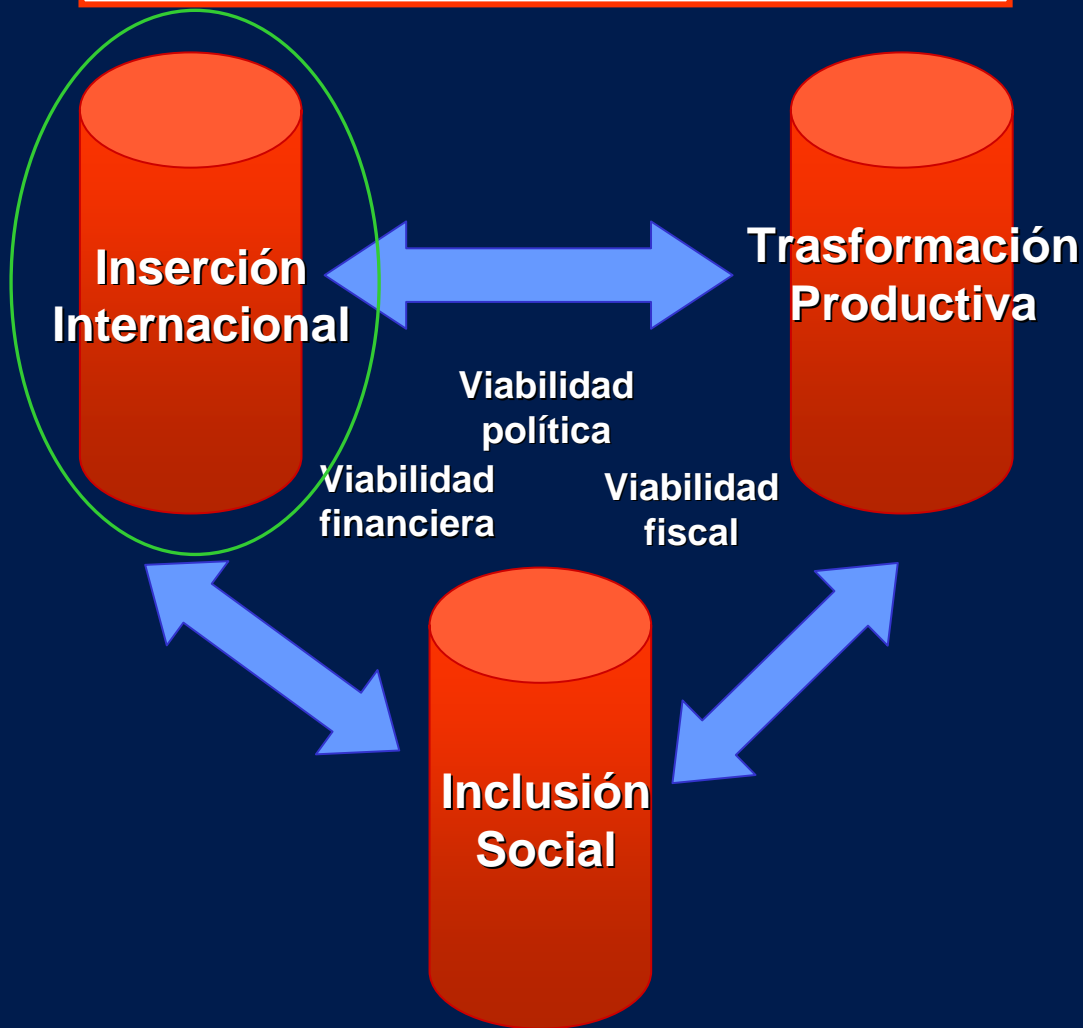 Inserción
Internacional
Trasformación
Productiva
Viabilidad
política
Viabilidad
financiera
Viabilidad
fiscal
Inclusión
Social